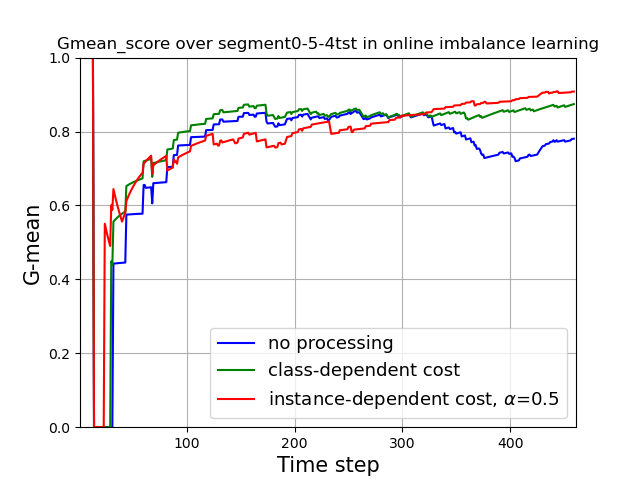 Gmean_score over segment0-5-4tst in online imbalance learning
1.0
0.8
0.6
0.4
0.2
0.0
G-mean
no processing
class-dependent cost
instance-dependent cost, α=0.5
100 200 300 400
Time step